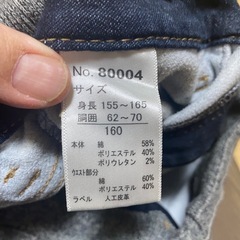 No. 80004
サイズ
身長 155～165
胴囲 62～70
160
本体 綿 58%
ポリエステル 40%
ポリウレタン 2%
ウエスト部分 綿 60%
ポリエステル 40%
ラベル 人工皮革